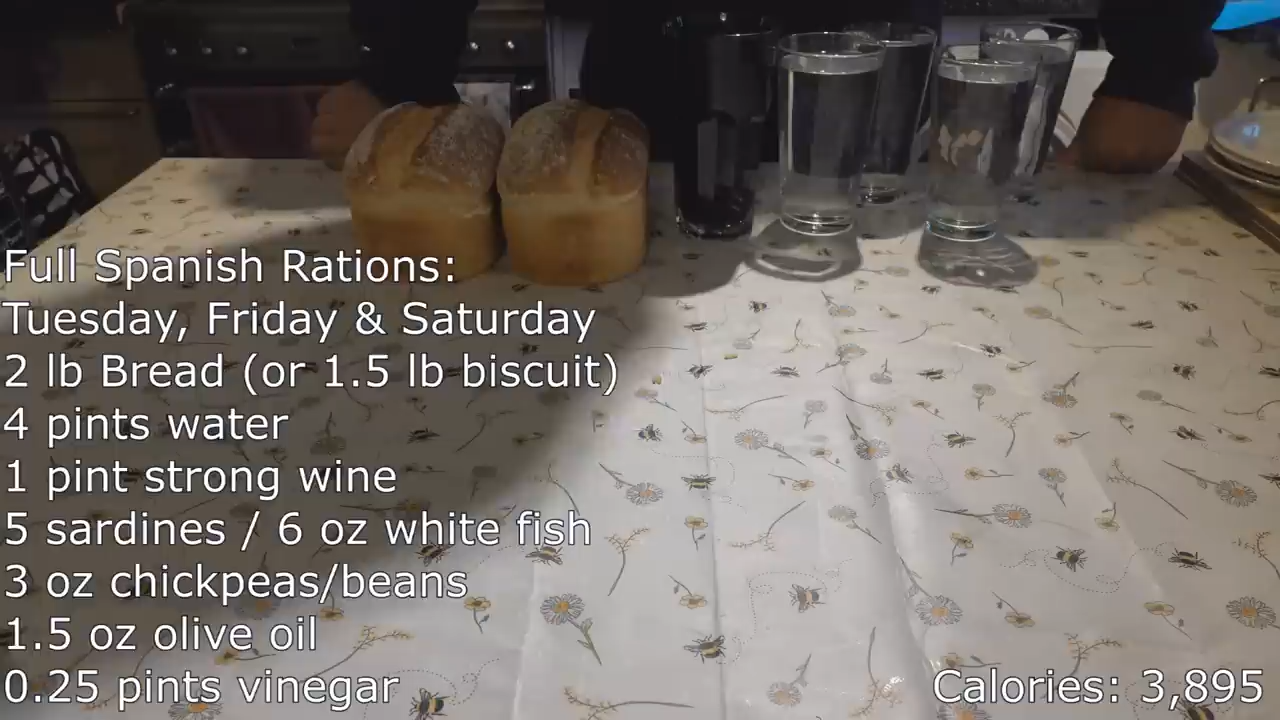 Full Spanish Rations:
Tuesday, Friday & Saturday
2 lb Bread (or 1.5 lb biscuit)
4 pints water
1 pint strong wine
5 sardines / 6 oz white fish
3 oz chickpeas/beans
1.5 oz olive oil
0.25 pints vinegar
Calories: 3,895